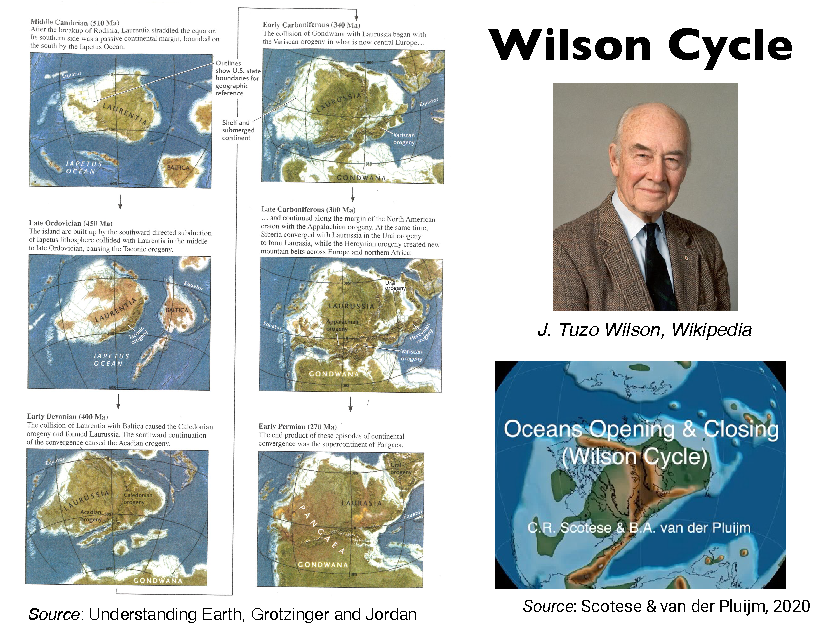 Wilson Cycle
Middle Cambrian (510 Ma)
After the breakup of Rodinia, Laurentia straddled the equator.
Its southern side was a passive continental margin, bounded on
the south by the Iapetus Ocean.
LAURENTIA
IAPETUS
OCEAN
BALTICA
Outlines
show U.S. state
boundaries for
geographic
reference
Shelf and
submerged
continent
Late Ordovician (450 Ma)
The island arc built up by the southward-directed subduction
of Iapetus lithosphere collided with Laurentia in the middle
to late Ordovician, causing the Taconic orogeny.
LAURENTIA
BALTICA
IAPETUS
OCEAN
Early Devonian (400 Ma)
The collision of Laurentia with Baltica caused the Caledonian
orogeny and formed Laurussia. The southward continuation
of the convergence caused the Acadian orogeny.
LAURUSSIA
Caledonian
orogeny
Acadian
orogeny
GONDWANA
Early Carboniferous (340 Ma)
The collision of Gondwana with Laurussia began with
the Variscan orogeny in what is now central Europe…
LAURUSSIA
Variscan
orogeny
GONDWANA
Late Carboniferous (300 Ma)
… and continued along the margin of the North American
craton with the Appalachian orogeny. At the same time,
Siberia converged with Laurussia in the Ural orogeny
to form Laurasia, while the Hercynian orogeny created new
mountain belts across Europe and northern Africa.
Ural
orogeny
LAURUSSIA
Appalachian
orogeny
Variscan
orogeny
GONDWANA
Early Permian (270 Ma)
The end product of these episodes of continental
convergence was the supercontinent of Pangaea.
LAURASIA
PANGAEA
GONDWANA
J. Tuzo Wilson, Wikipedia
Oceans Opening & Closing
(Wilson Cycle)
C.R. Scotese & B.A. van der Pluijm
Source: Understanding Earth, Grotzinger and Jordan
Source: Scotese & van der Pluijm, 2020